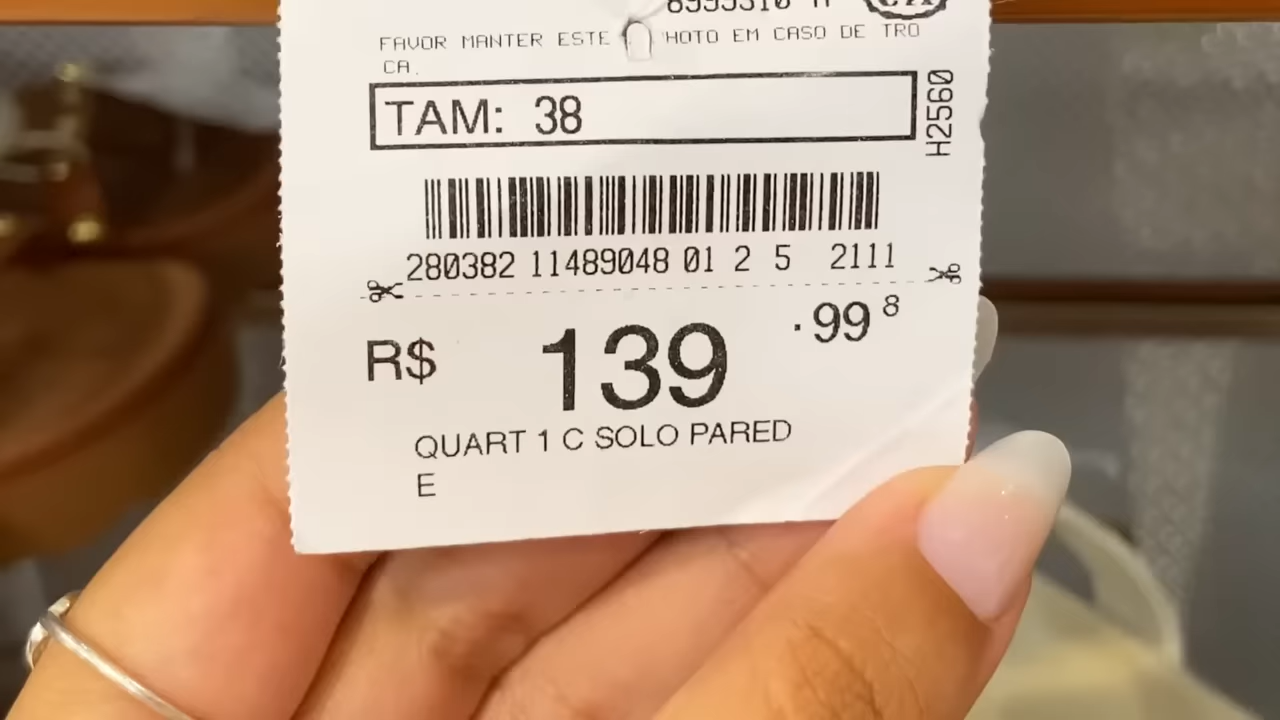 FAVOR MANTER ESTE HOTO EM CASO DE TRO
CA.
TAM: 38
H2560
280382 11489048 01 2 5 2111
R$ 139 .99 8
QUART 1 C SOLO PARED
E